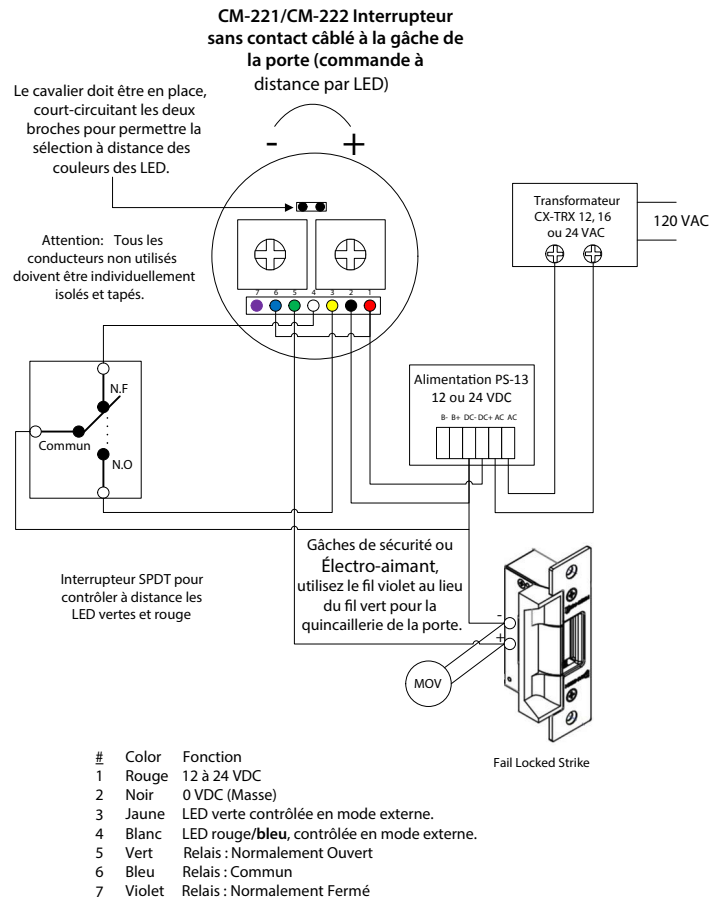 CM-221/CM-222 Interrupteur
sans contact câblé à la gâche de
la porte (commande à
distance par LED)
Le cavalier doit être en place,
court-circuitant les deux
broches pour permettre la
sélection à distance des
couleurs des LED.
- +
Attention: Tous les
conducteurs non utilisés
doivent être individuellement
isolés et tapés.
7 6 5 4 3 2 1
Transformateur
CX-TRX 12, 16
ou 24 VAC
120 VAC
N.F
Commun
N.O
Alimentation PS-13
12 ou 24 VDC
B- B+ DC- DC+ AC AC
Interrupteur SPDT pour
contrôler à distance les
LED vertes et rouge
Gâches de sécurité ou
Électro-aimant,
utilisez le fil violet au lieu
du fil vert pour la
quincaillerie de la porte.
-
+
MOV
Fail Locked Strike
# Color Fonction
1 Rouge 12 à 24 VDC
2 Noir 0 VDC (Masse)
3 Jaune LED verte contrôlée en mode externe.
4 Blanc LED rouge/bleu, contrôlée en mode externe.
5 Vert Relais : Normalement Ouvert
6 Bleu Relais : Commun
7 Violet Relais : Normalement Fermé